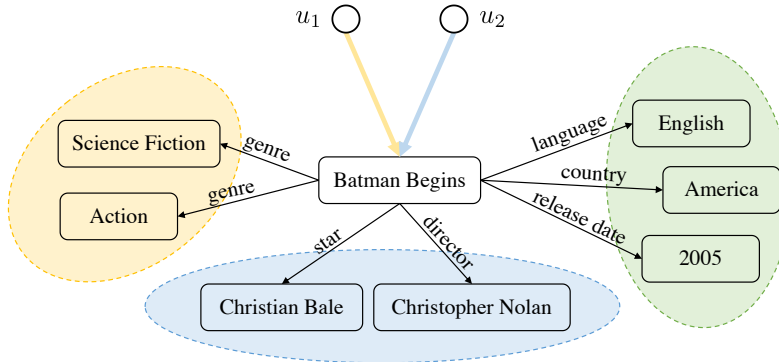 u₁
u₂
Science Fiction
genre
language
English
Batman Begins
country
America
Action
genre
release date
2005
star
director
Christian Bale
Christopher Nolan